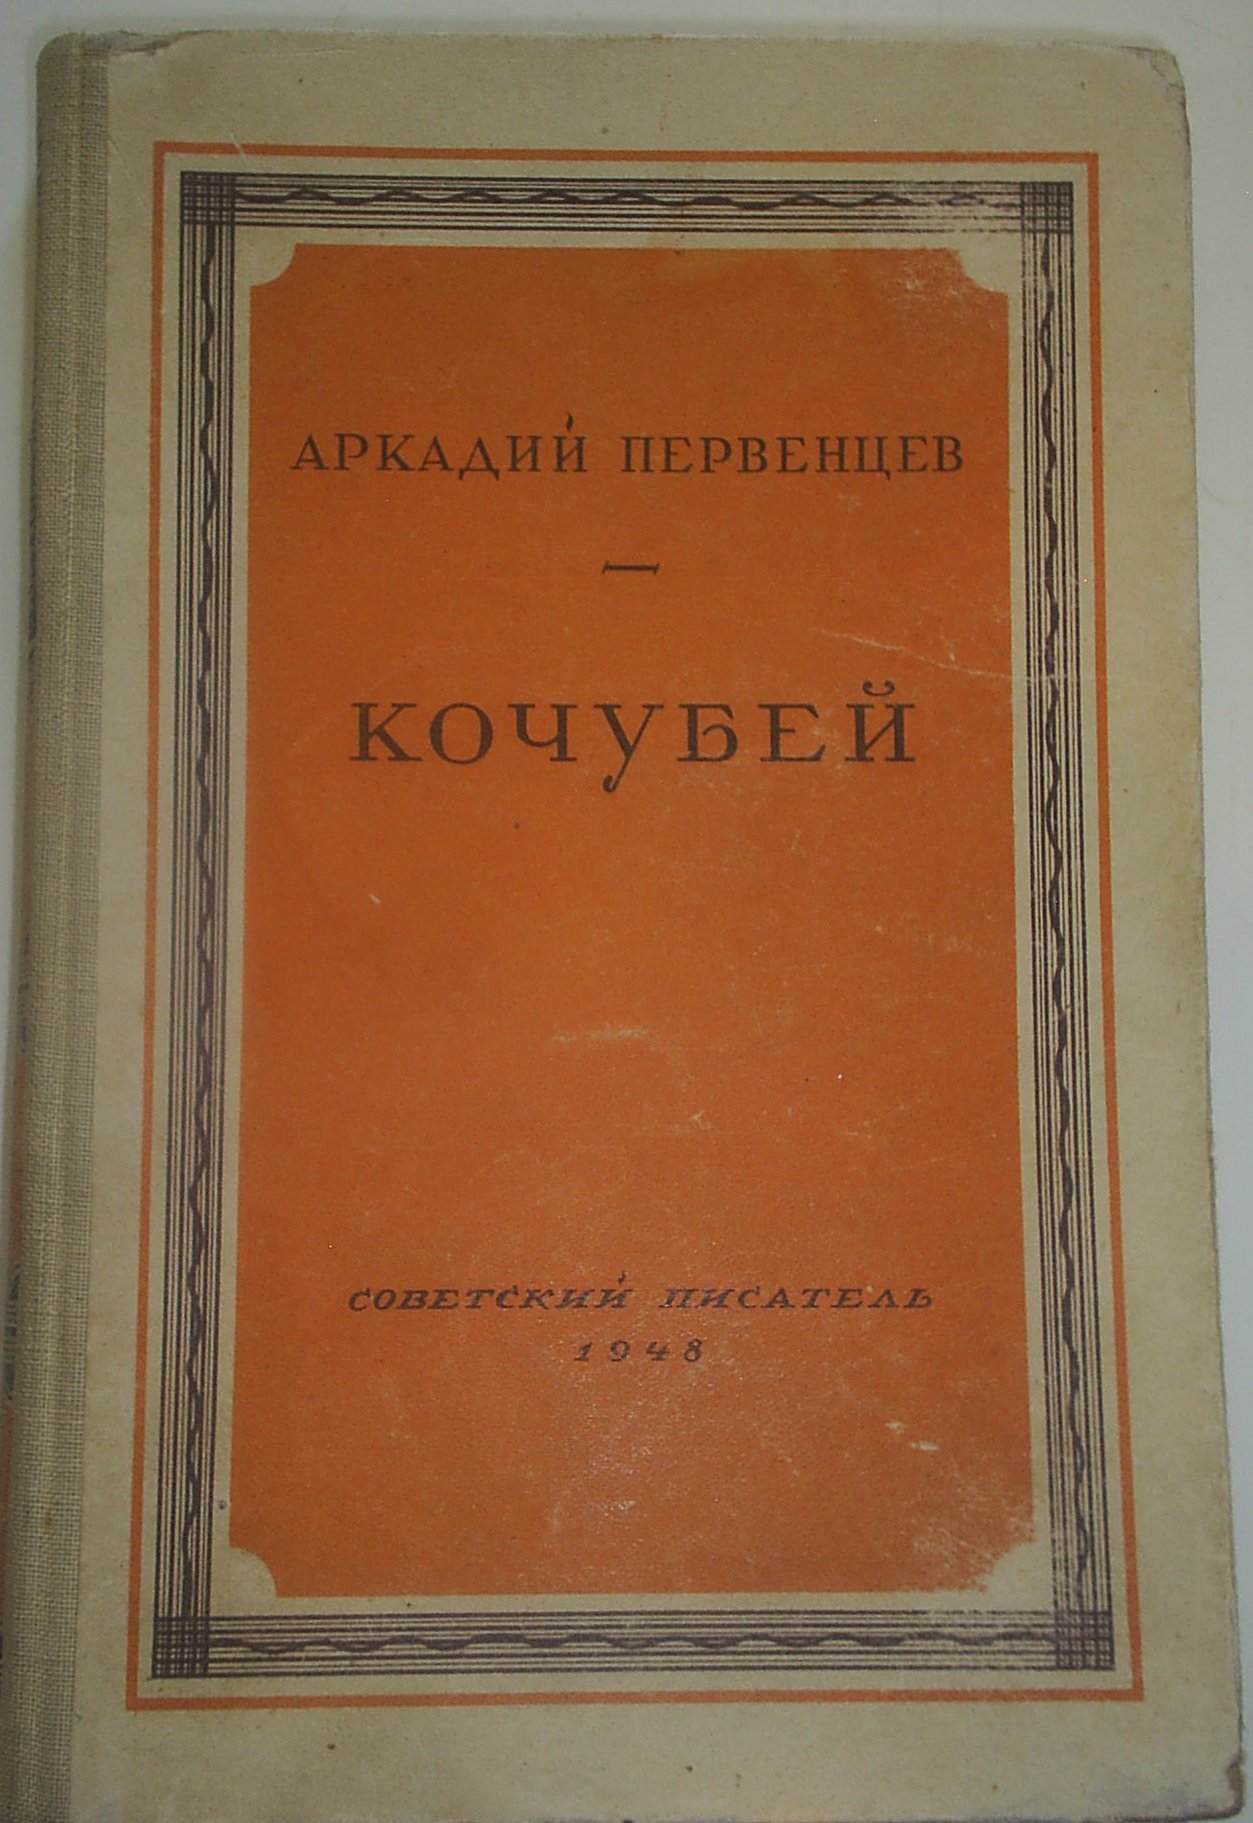 АРКАДИЙ ПЕРВЕНЦЕВ
—
КОЧУБЕЙ
СОВЕТСКИЙ ПИСАТЕЛЬ
1948